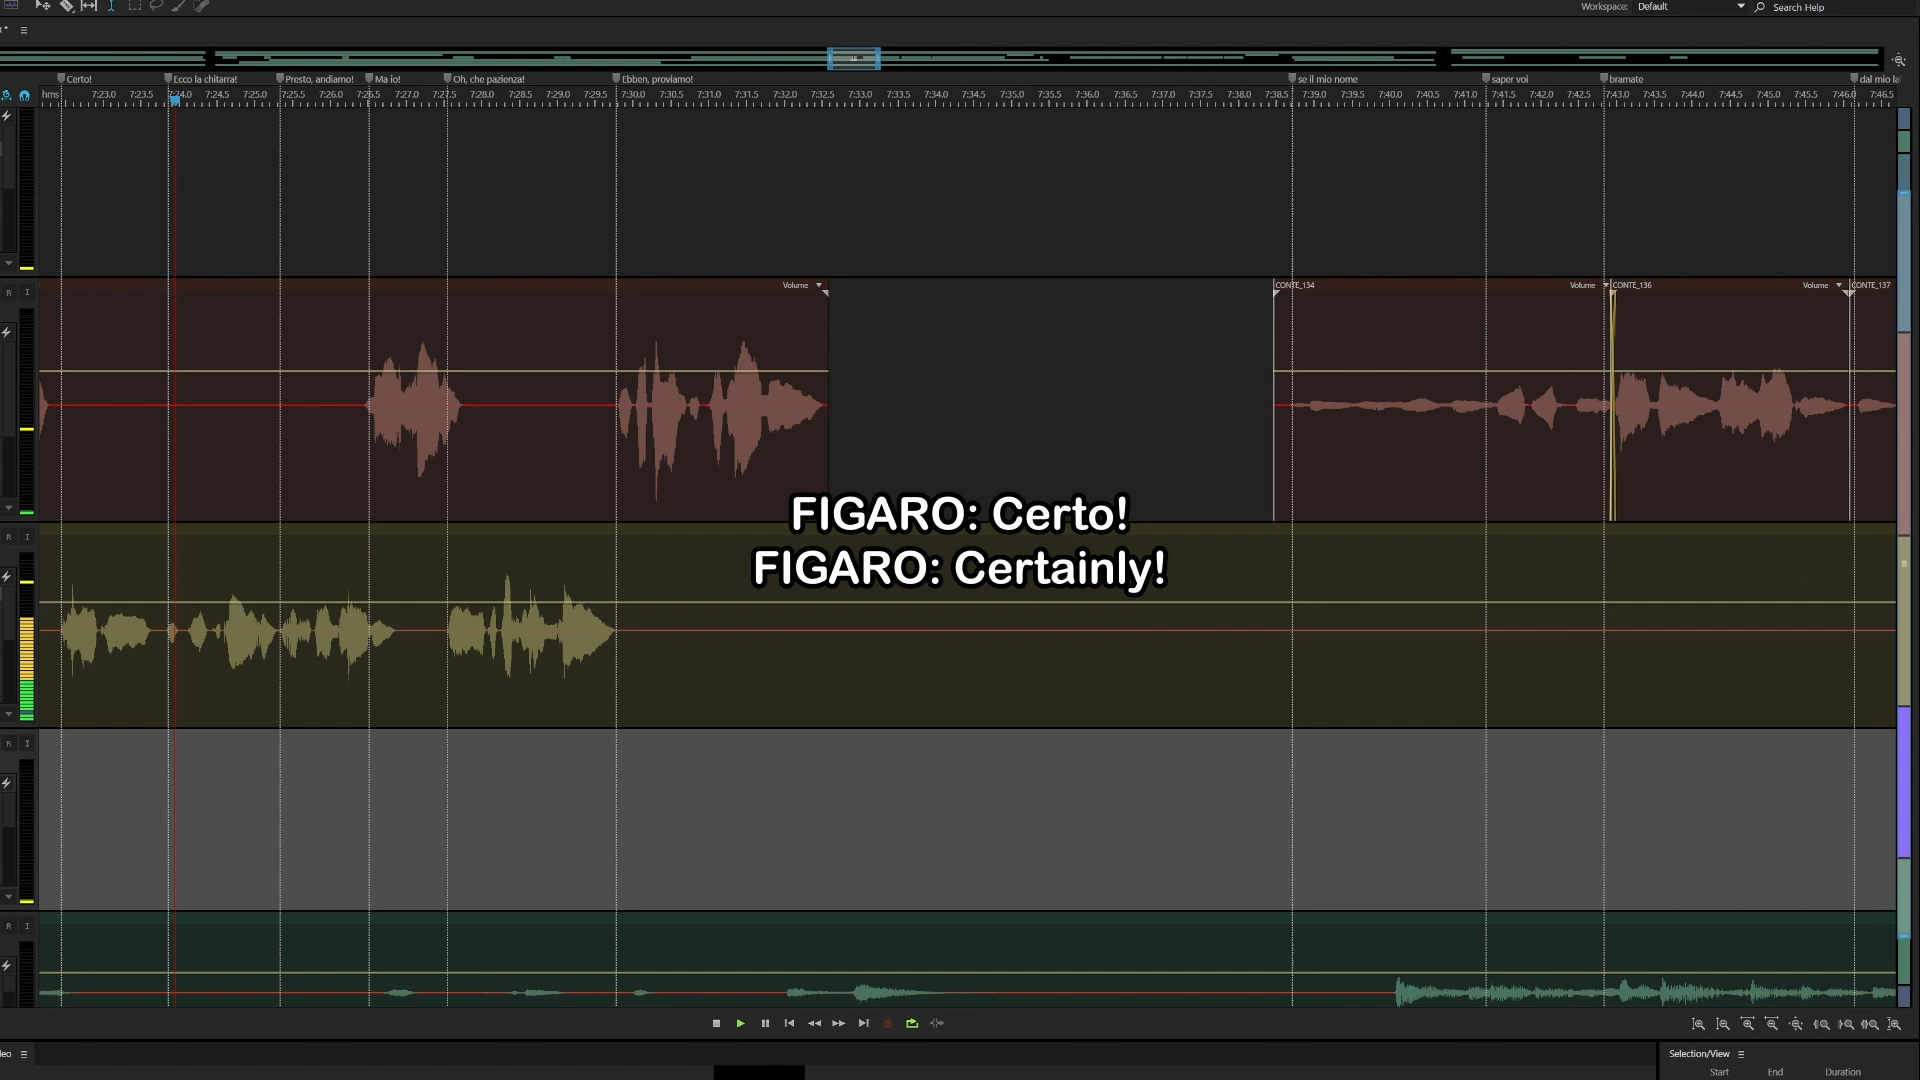 Workspace: Default Search Help
Certo! Ecco la chitarra! Presto, andiamo! Ma io! Oh, che pazienza! Ebben, proviamo! se il mio nome saper voi bramate dal mio la
hms 7:23.0 7:23.5 7:24.0 7:24.5 7:25.0 7:25.5 7:26.0 7:26.5 7:27.0 7:27.5 7:28.0 7:28.5 7:29.0 7:29.5 7:30.0 7:30.5 7:31.0 7:31.5 7:32.0 7:32.5 7:33.0 7:33.5 7:34.0 7:34.5 7:35.0 7:35.5 7:36.0 7:36.5 7:37.0 7:37.5 7:38.0 7:38.5 7:39.0 7:39.5 7:40.0 7:40.5 7:41.0 7:41.5 7:42.0 7:42.5 7:43.0 7:43.5 7:44.0 7:44.5 7:45.0 7:45.5 7:46.0 7:46.5
R I Volume CONTE_134 Volume CONTE_136 Volume CONTE_137
FIGARO: Certo!
R I
FIGARO: Certainly!
R I
R I
deo Selection/View
Start End Duration